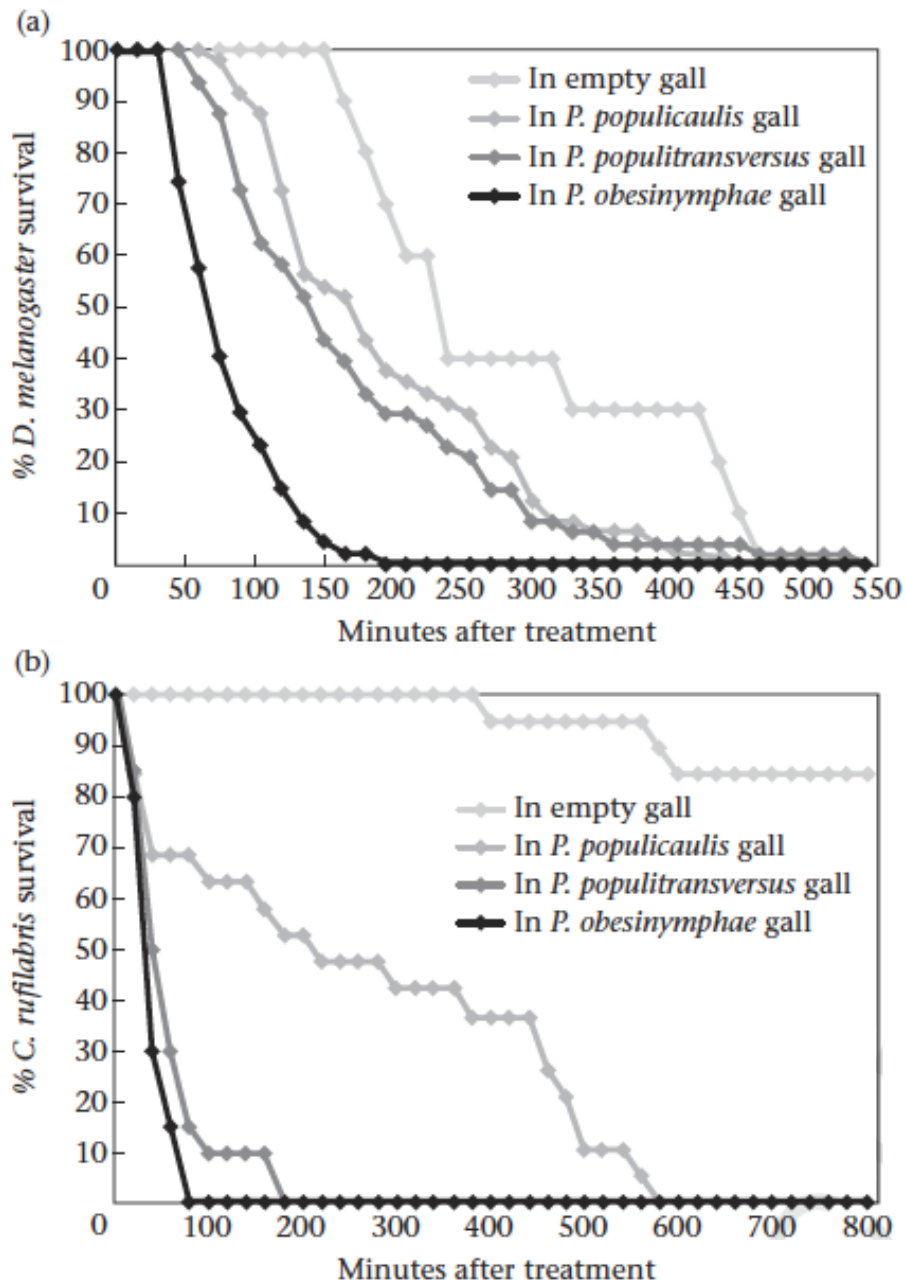 (a)
100
90
80
70
60
50
40
30
20
10
0
% D. melanogaster survival
In empty gall
In P. populicaulis gall
In P. populitransversus gall
In P. obesinymphae gall
50 100 150 200 250 300 350 400 450 500 550
Minutes after treatment
(b)
100
90
80
70
60
50
40
30
20
10
0
% C. rufilabris survival
In empty gall
In P. populicaulis gall
In P. populitransversus gall
In P. obesinymphae gall
100 200 300 400 500 600 700 800
Minutes after treatment